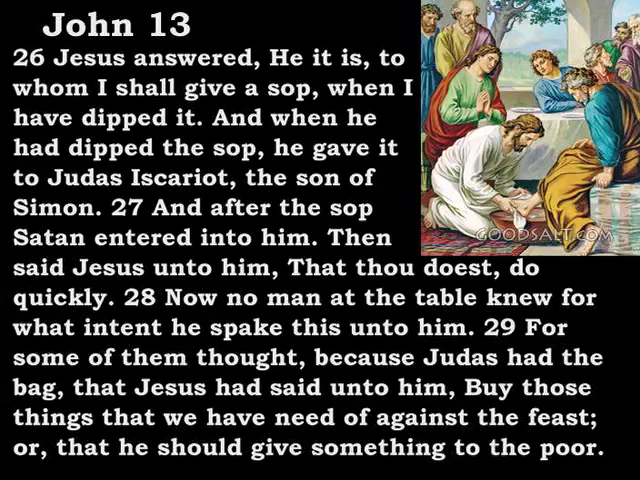 John 13
26 Jesus answered, He it is, to
whom I shall give a sop, when I
have dipped it. And when he
had dipped the sop, he gave it
to Judas Iscariot, the son of
Simon. 27 And after the sop
Satan entered into him. Then
said Jesus unto him, That thou doest, do
quickly. 28 Now no man at the table knew for
what intent he spake this unto him. 29 For
some of them thought, because Judas had the
bag, that Jesus had said unto him, Buy those
things that we have need of against the feast;
or, that he should give something to the poor.
GOODSALT.COM